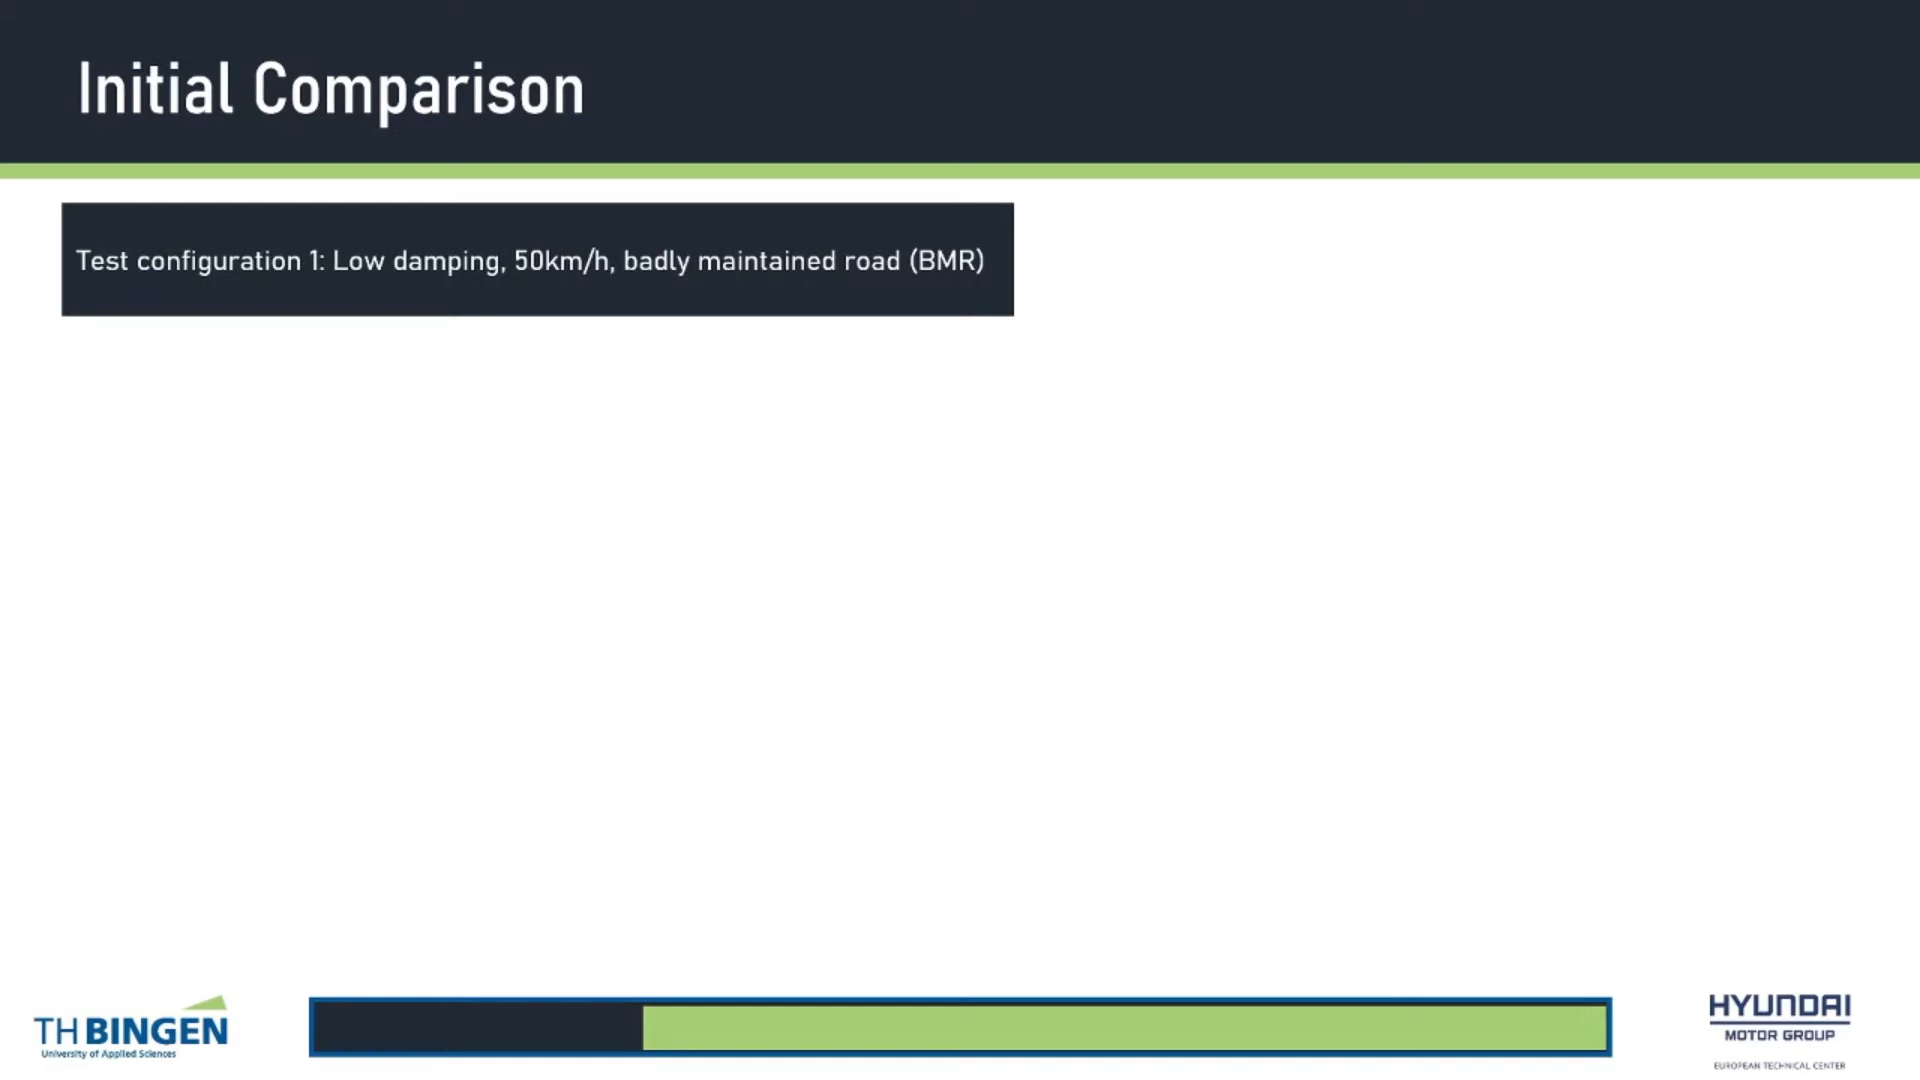 Initial Comparison
Test configuration 1: Low damping, 50km/h, badly maintained road (BMR)
TH BINGEN
University of Applied Sciences
HYUNDAI
MOTOR GROUP
EUROPEAN TECHNICAL CENTER